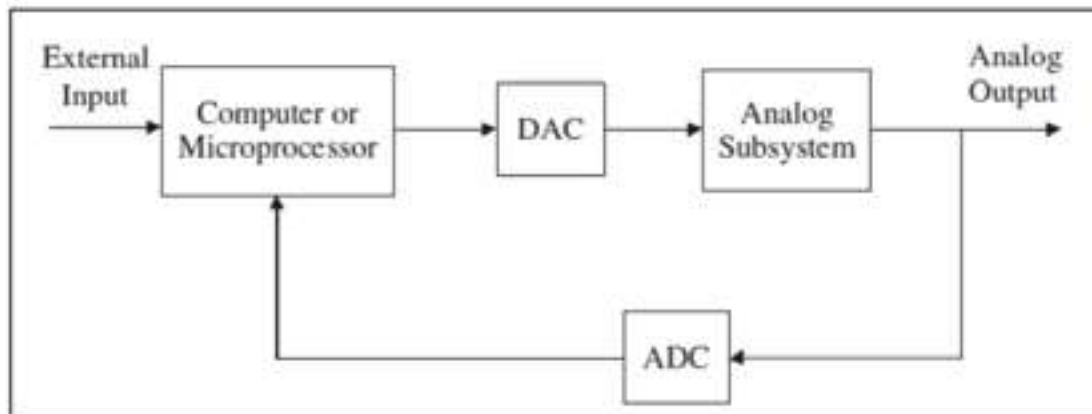 External
Input
Computer or
Microprocessor
DAC
Analog
Subsystem
Analog
Output
ADC